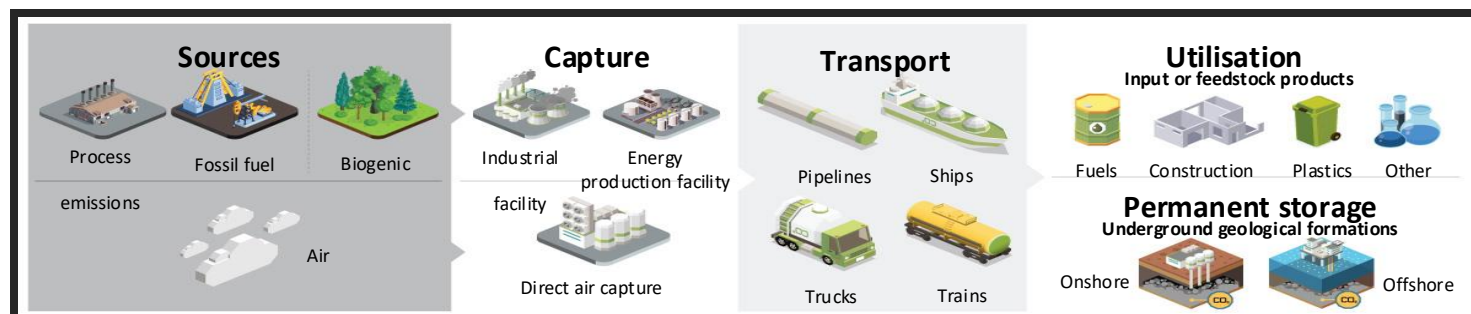 Sources
Process
emissions
Fossil fuel
Biogenic
Air
Capture
Industrial
facility
Energy
production facility
Direct air capture
Transport
Pipelines
Ships
Trucks
Trains
Utilisation
Input or feedstock products
Fuels
Construction
Plastics
Other
Permanent storage
Underground geological formations
Onshore
CO₂
CO₂
Offshore